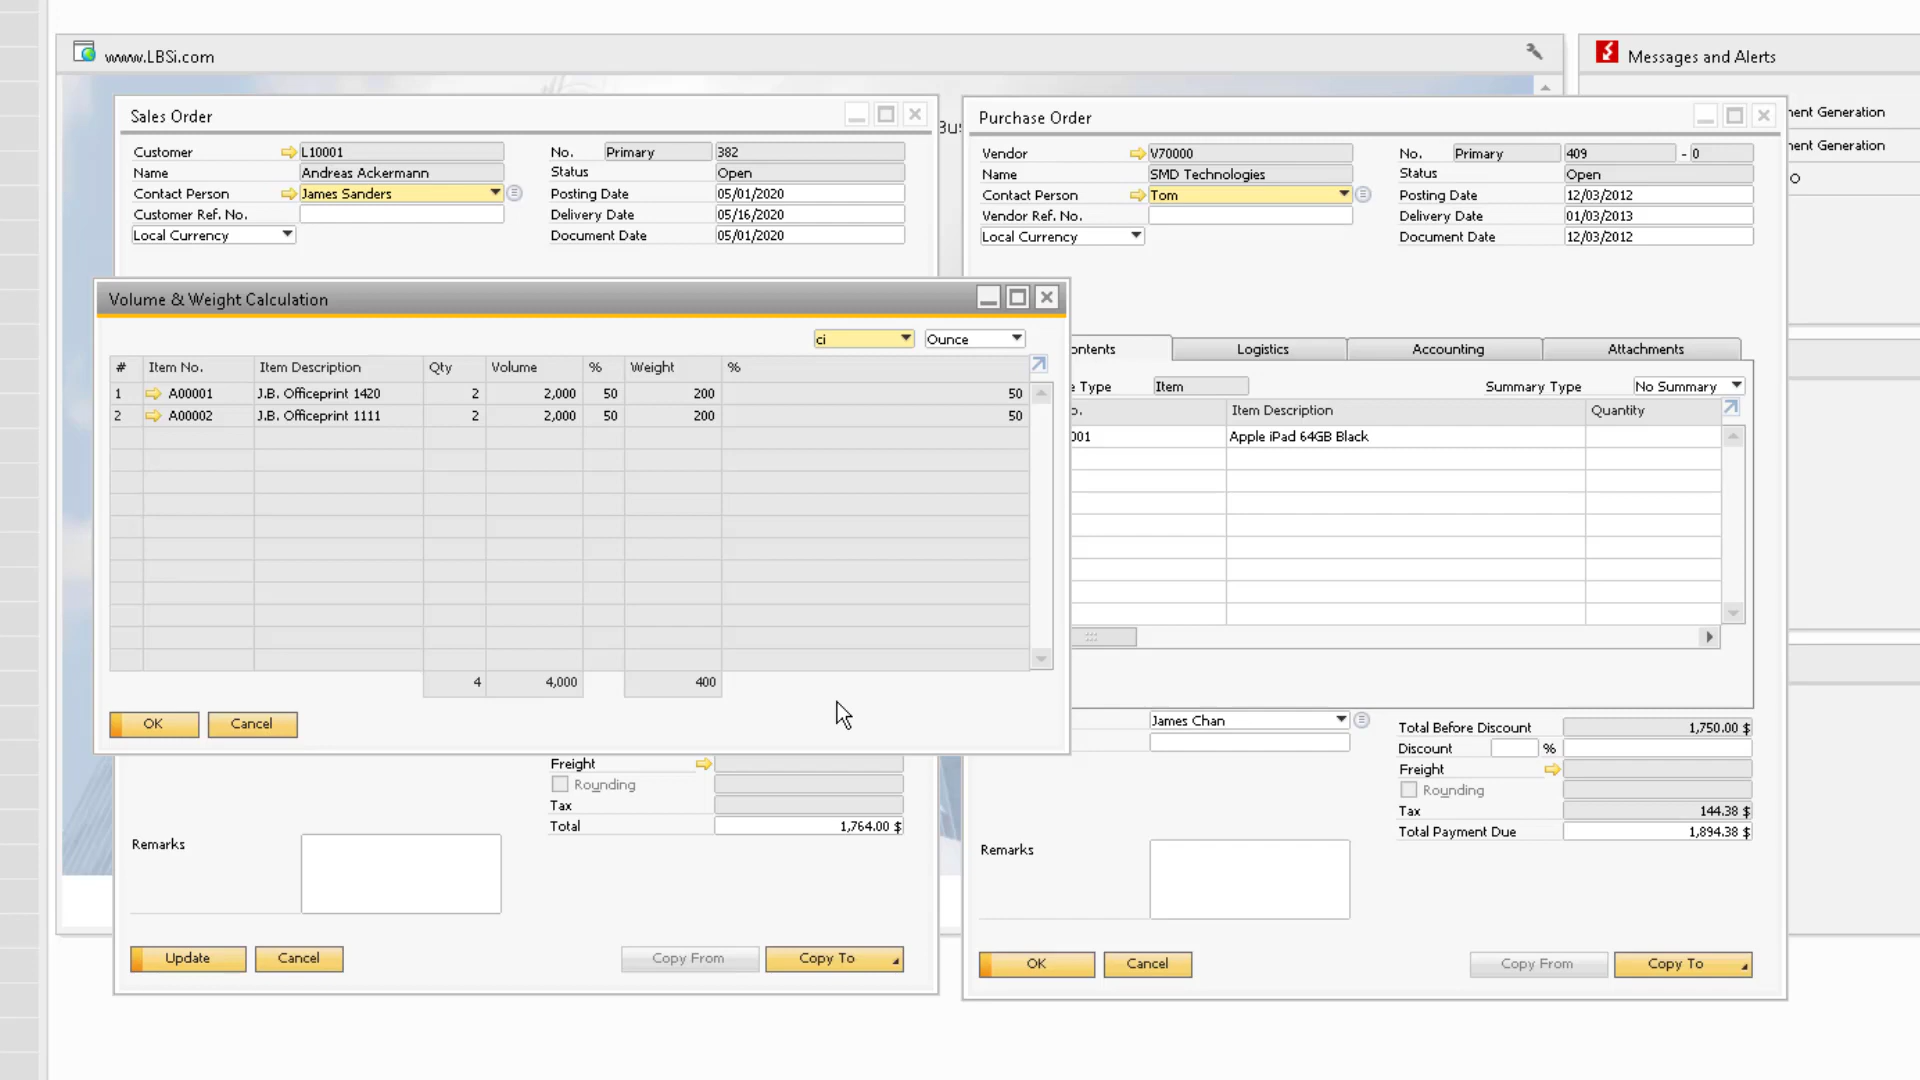 www.LBSi.com
Messages and Alerts
Sales Order
Customer L10001 No. Primary 382
Name Andreas Ackermann Status Open
Contact Person James Sanders Posting Date 05/01/2020
Customer Ref. No. Delivery Date 05/16/2020
Local Currency Document Date 05/01/2020
Purchase Order
Vendor V70000 No. Primary 409 - 0
Name SMD Technologies Status Open
Contact Person Tom Posting Date 12/03/2012
Vendor Ref. No. Delivery Date 01/03/2013
Local Currency Document Date 12/03/2012
ent Generation
ent Generation
O
Volume & Weight Calculation
ci Ounce
# Item No. Item Description Qty Volume % Weight %
1 A00001 J.B. Officeprint 1420 2 2,000 50 200 50
2 A00002 J.B. Officeprint 1111 2 2,000 50 200 50
4 4,000 400
OK Cancel
ontents Logistics Accounting Attachments
e Type Item Summary Type No Summary
o. Item Description Quantity
001 Apple iPad 64GB Black
Freight
Rounding
Tax
Total 1,764.00 $
Remarks
Update Cancel Copy From Copy To
James Chan
Total Before Discount 1,750.00 $
Discount %
Freight
Rounding
Tax 144.38 $
Total Payment Due 1,894.38 $
Remarks
OK Cancel Copy From Copy To